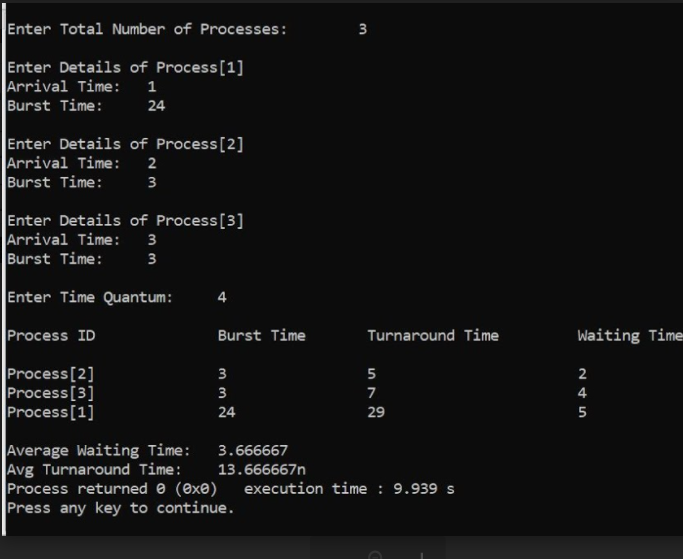 Enter Total Number of Processes: 3
Enter Details of Process[1]
Arrival Time: 1
Burst Time: 24
Enter Details of Process[2]
Arrival Time: 2
Burst Time: 3
Enter Details of Process[3]
Arrival Time: 3
Burst Time: 3
Enter Time Quantum: 4
Process ID Burst Time Turnaround Time Waiting Time
Process[2] 3 5 2
Process[3] 3 7 4
Process[1] 24 29 5
Average Waiting Time: 3.666667
Avg Turnaround Time: 13.666667n
Process returned 0 (0x0) execution time : 9.939 s
Press any key to continue.